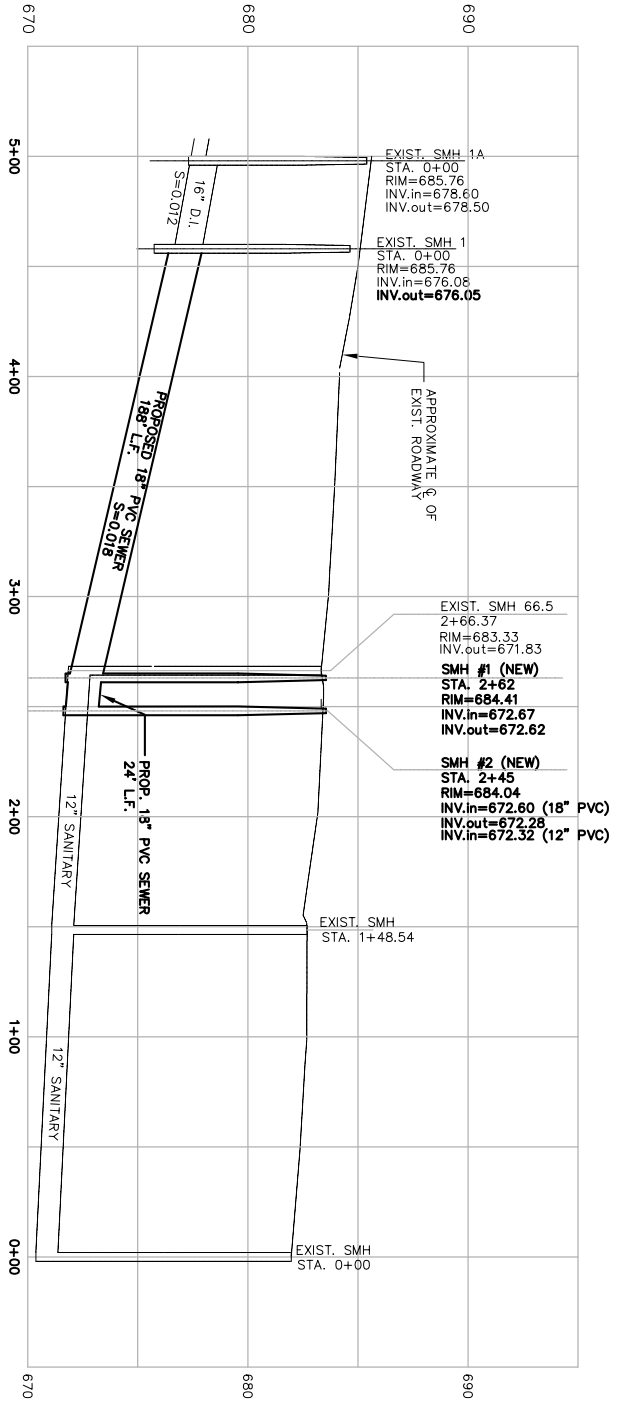 670
680
690
5+00
4+00
3+00
2+00
1+00
0+00
EXIST. SMH 1A
STA. 0+00
RIM=685.76
INV.in=678.60
INV.out=678.50
16" D.I.
S=0.012
EXIST. SMH 1
STA. 0+00
RIM=685.76
INV.in=676.08
INV.out=676.05
APPROXIMATE ℄ OF
EXIST. ROADWAY
PROPOSED 18" PVC SEWER
188' L.F. S=0.018
EXIST. SMH 66.5
2+66.37
RIM=683.33
INV.out=671.83
SMH #1 (NEW)
STA. 2+62
RIM=684.41
INV.in=672.67
INV.out=672.62
SMH #2 (NEW)
STA. 2+45
RIM=684.04
INV.in=672.60 (18" PVC)
INV.out=672.28
INV.in=672.32 (12" PVC)
PROP. 18" PVC SEWER
24' L.F.
12" SANITARY
EXIST. SMH
STA. 1+48.54
12" SANITARY
EXIST. SMH
STA. 0+00
670
680
690